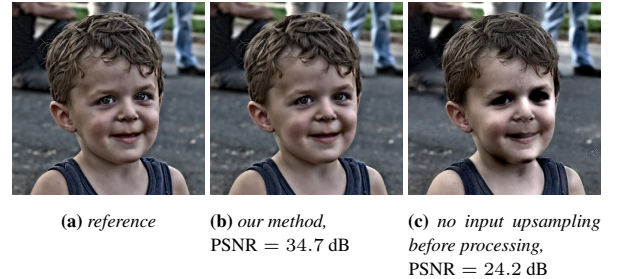 (a) reference
(b) our method,
PSNR = 34.7 dB
(c) no input upsampling
before processing,
PSNR = 24.2 dB